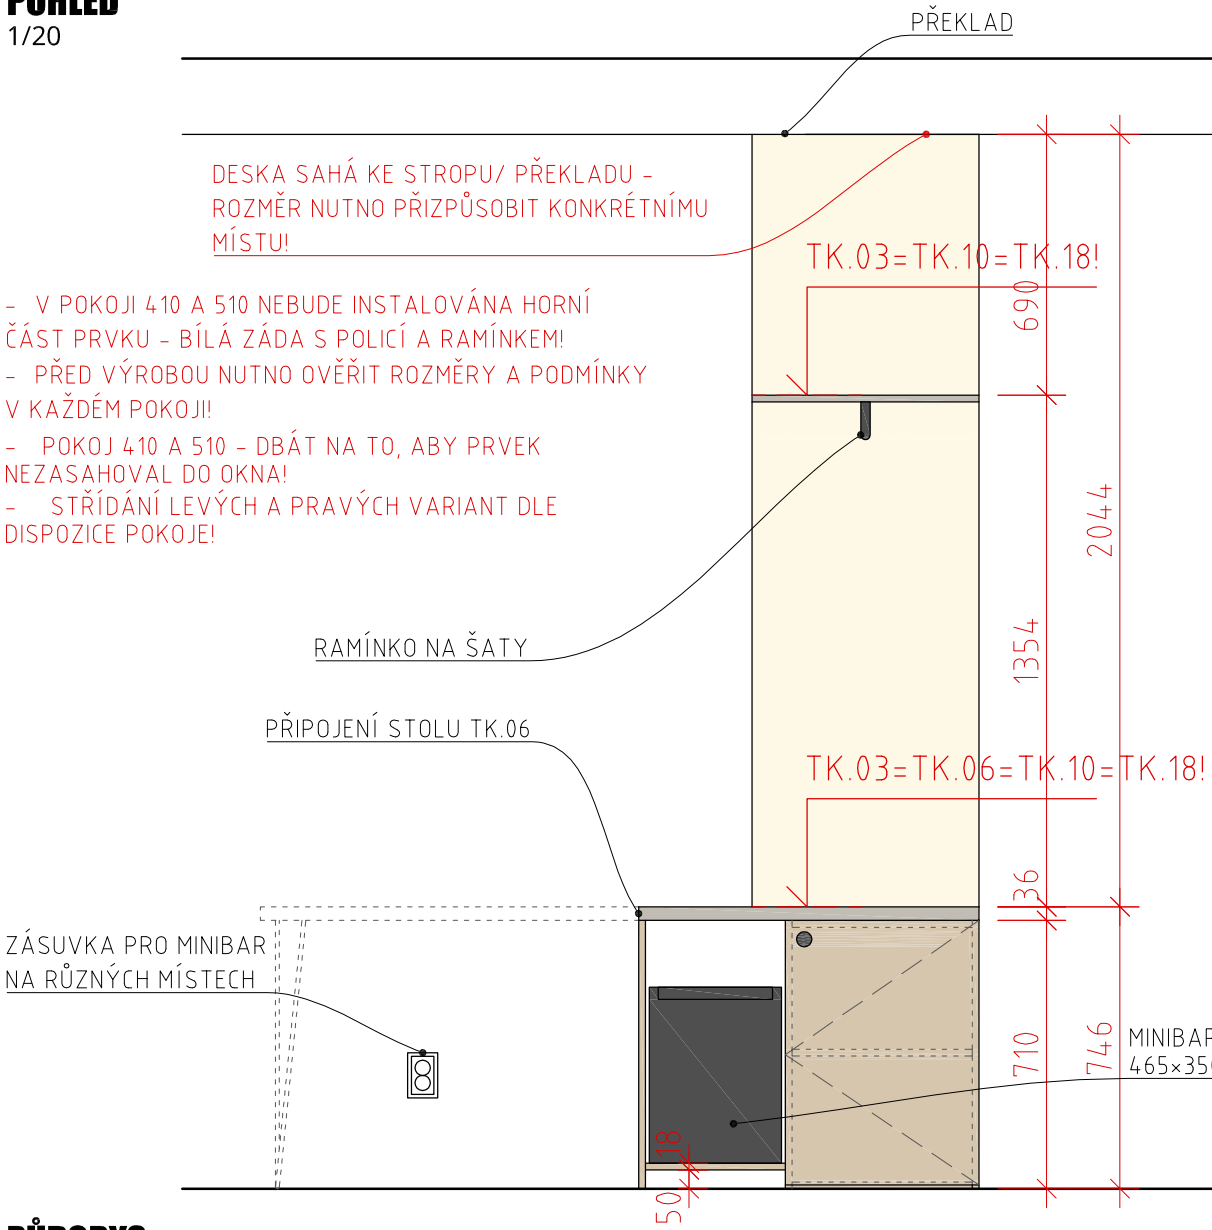 POHLED
1/20
PŘEKLAD
DESKA SAHÁ KE STROPU/ PŘEKLADU -
ROZMĚR NUTNO PŘIZPŮSOBIT KONKRÉTNÍMU
MÍSTU!
TK.03=TK.10=TK.18!
690
- V POKOJI 410 A 510 NEBUDE INSTALOVÁNA HORNÍ
ČÁST PRVKU - BÍLÁ ZÁDA S POLICÍ A RAMÍNKEM!
- PŘED VÝROBOU NUTNO OVĚŘIT ROZMĚRY A PODMÍNKY
V KAŽDÉM POKOJI!
- POKOJ 410 A 510 - DBÁT NA TO, ABY PRVEK
NEZASAHOVAL DO OKNA!
- STŘÍDÁNÍ LEVÝCH A PRAVÝCH VARIANT DLE
DISPOZICE POKOJE!
2044
1354
RAMÍNKO NA ŠATY
PŘIPOJENÍ STOLU TK.06
TK.03=TK.06=TK.10=TK.18!
36
ZÁSUVKA PRO MINIBAR
NA RŮZNÝCH MÍSTECH
710
746
MINIBAR
465×350
18
50
PŮDORYS